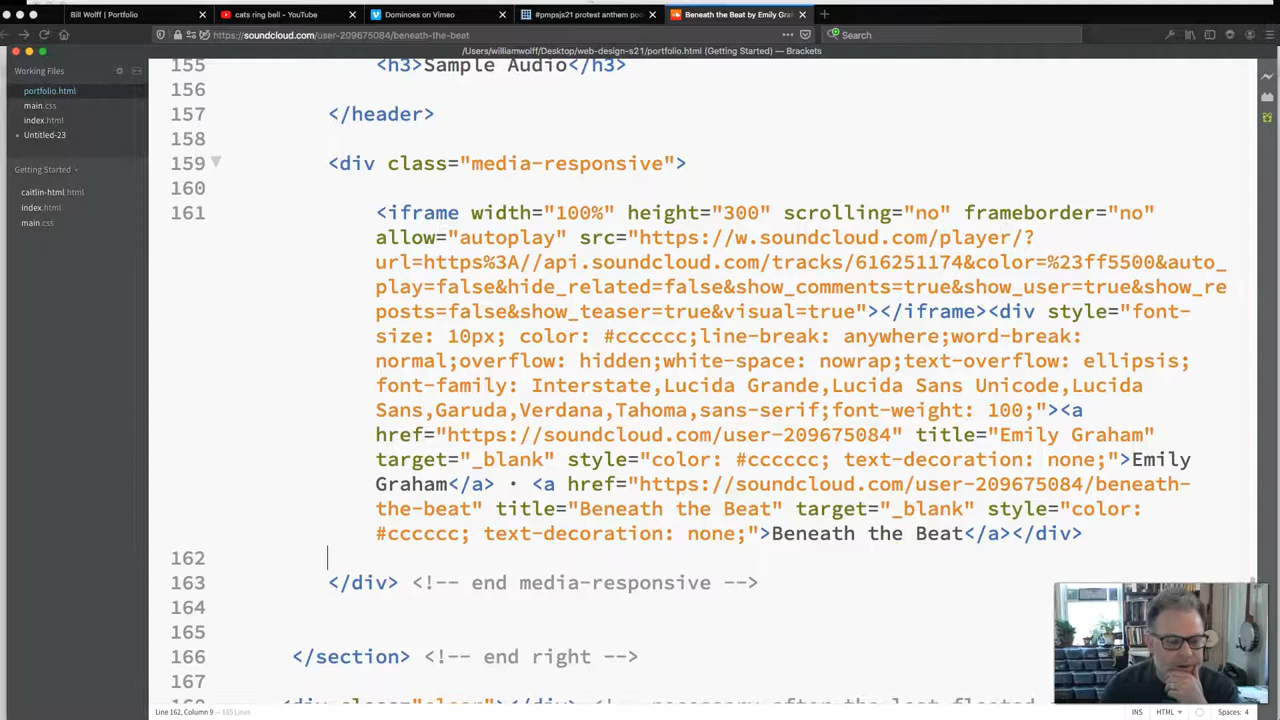 Bill Wolff | Portfolio
cats ring bell - YouTube
Dominoes on Vimeo
#pmpsjs21 protest anthem pod
Beneath the Beat by Emily Gra
https://soundcloud.com/user-209675084/beneath-the-beat
Search
/Users/williamwolff/Desktop/web-design-s21/portfolio.html (Getting Started) — Brackets
Working Files
portfolio.html
main.css
index.html
Untitled-23
Getting Started
caitlin-html.html
index.html
main.css
155 <h3>Sample Audio</h3>
156
157 </header>
158
159 <div class="media-responsive">
160
161 <iframe width="100%" height="300" scrolling="no" frameborder="no"
allow="autoplay" src="https://w.soundcloud.com/player/?
url=https%3A//api.soundcloud.com/tracks/616251174&color=%23ff5500&auto_
play=false&hide_related=false&show_comments=true&show_user=true&show_re
posts=false&show_teaser=true&visual=true"></iframe><div style="font-
size: 10px; color: #cccccc;line-break: anywhere;word-break:
normal;overflow: hidden;white-space: nowrap;text-overflow: ellipsis;
font-family: Interstate,Lucida Grande,Lucida Sans Unicode,Lucida
Sans,Garuda,Verdana,Tahoma,sans-serif;font-weight: 100;"><a
href="https://soundcloud.com/user-209675084" title="Emily Graham"
target="_blank" style="color: #cccccc; text-decoration: none;">Emily
Graham</a> · <a href="https://soundcloud.com/user-209675084/beneath-
the-beat" title="Beneath the Beat" target="_blank" style="color:
#cccccc; text-decoration: none;">Beneath the Beat</a></div>
162
163 </div> <!-- end media-responsive -->
164
165
166 </section> <!-- end right -->
167
Line 162, Column 9 — 185 Lines
INS
HTML
Spaces: 4